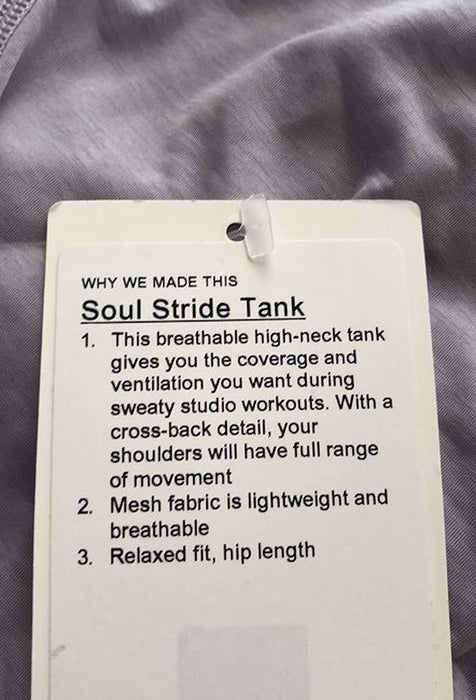 WHY WE MADE THIS
Soul Stride Tank
1. This breathable high-neck tank
gives you the coverage and
ventilation you want during
sweaty studio workouts. With a
cross-back detail, your
shoulders will have full range
of movement
2. Mesh fabric is lightweight and
breathable
3. Relaxed fit, hip length